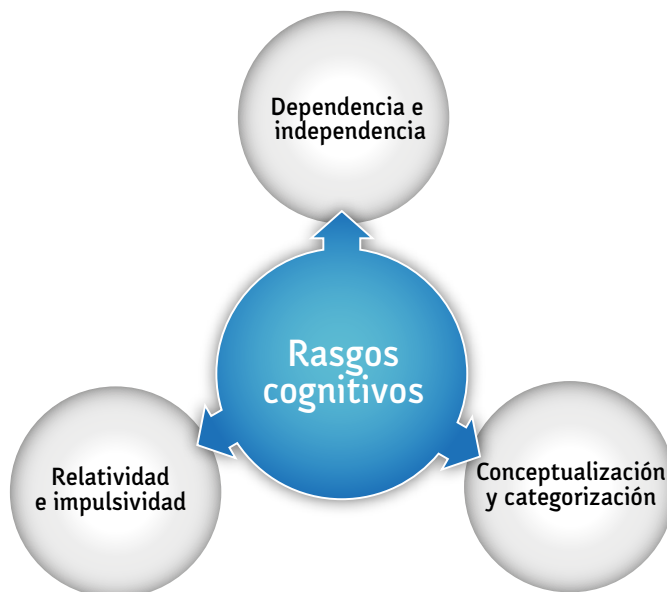 Dependencia e
independencia
Rasgos
cognitivos
Relatividad
e impulsividad
Conceptualización
y categorización